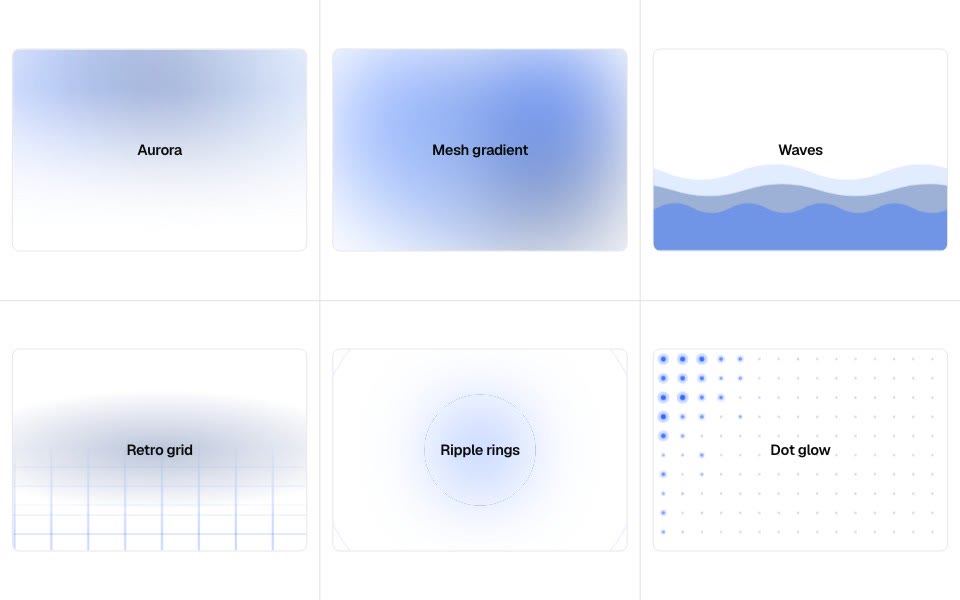 Aurora
Mesh gradient
Waves
Retro grid
Ripple rings
Dot glow